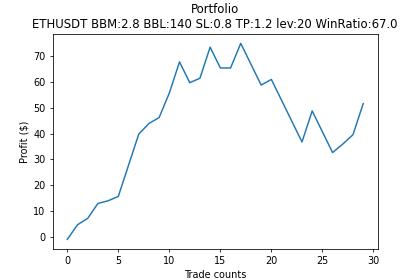 Portfolio
ETHUSDT BBM:2.8 BBL:140 SL:0.8 TP:1.2 lev:20 WinRatio:67.0
Profit ($)
70
60
50
40
30
20
10
0
0 5 10 15 20 25 30
Trade counts